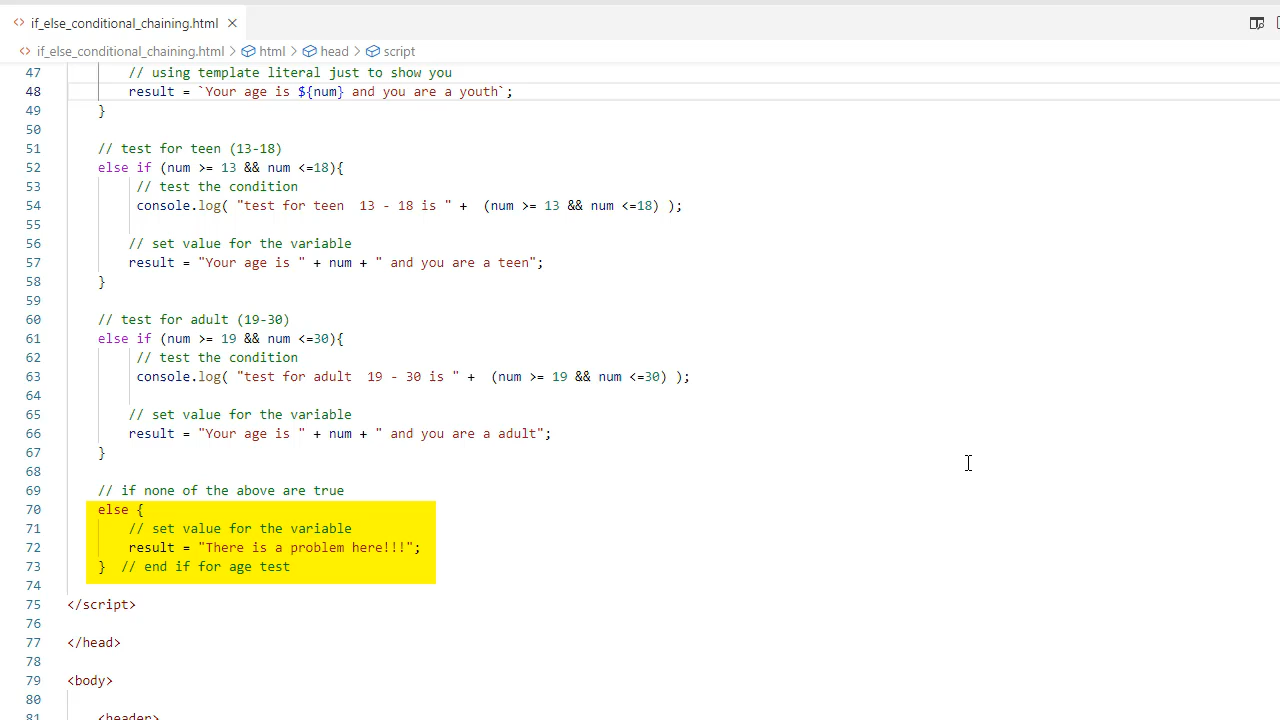 if_else_conditional_chaining.html
if_else_conditional_chaining.html > html > head > script
47 // using template literal just to show you
48 result = `Your age is ${num} and you are a youth`;
49 }
50
51 // test for teen (13-18)
52 else if (num >= 13 && num <=18){
53 // test the condition
54 console.log( "test for teen  13 - 18 is " +  (num >= 13 && num <=18) );
55
56 // set value for the variable
57 result = "Your age is " + num + " and you are a teen";
58 }
59
60 // test for adult (19-30)
61 else if (num >= 19 && num <=30){
62 // test the condition
63 console.log( "test for adult  19 - 30 is " +  (num >= 19 && num <=30) );
64
65 // set value for the variable
66 result = "Your age is " + num + " and you are a adult";
67 }
68
69 // if none of the above are true
70 else {
71 // set value for the variable
72 result = "There is a problem here!!!";
73 }  // end if for age test
74
75 </script>
76
77 </head>
78
79 <body>
80
81 <header>